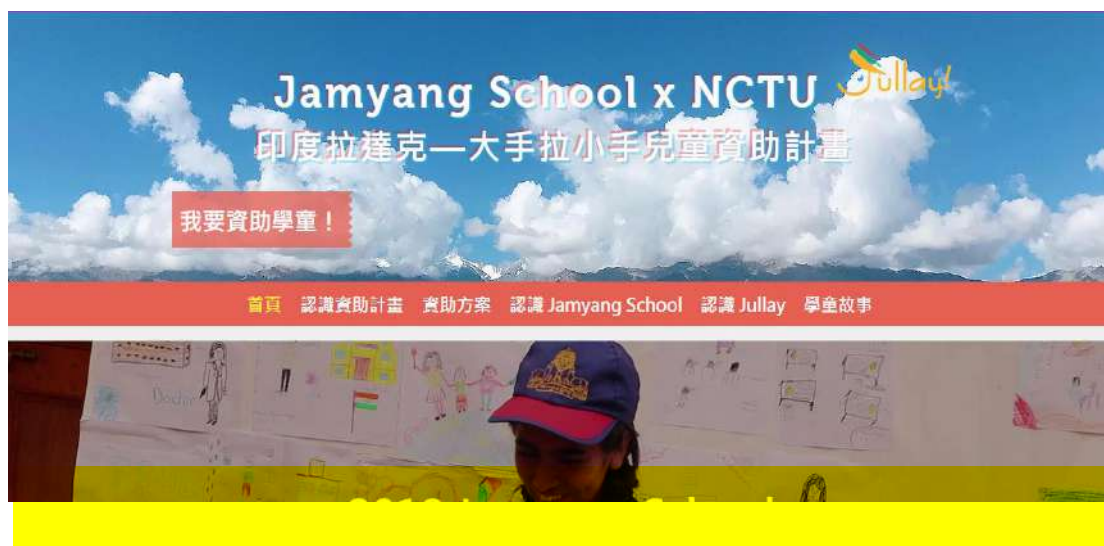 Jamyang School x NCTU Jullay!
印度拉達克—大手拉小手兒童資助計畫
我要資助學童！
首頁 認識資助計畫 資助方案 認識 Jamyang School 認識 Jullay 學童故事
Doctor